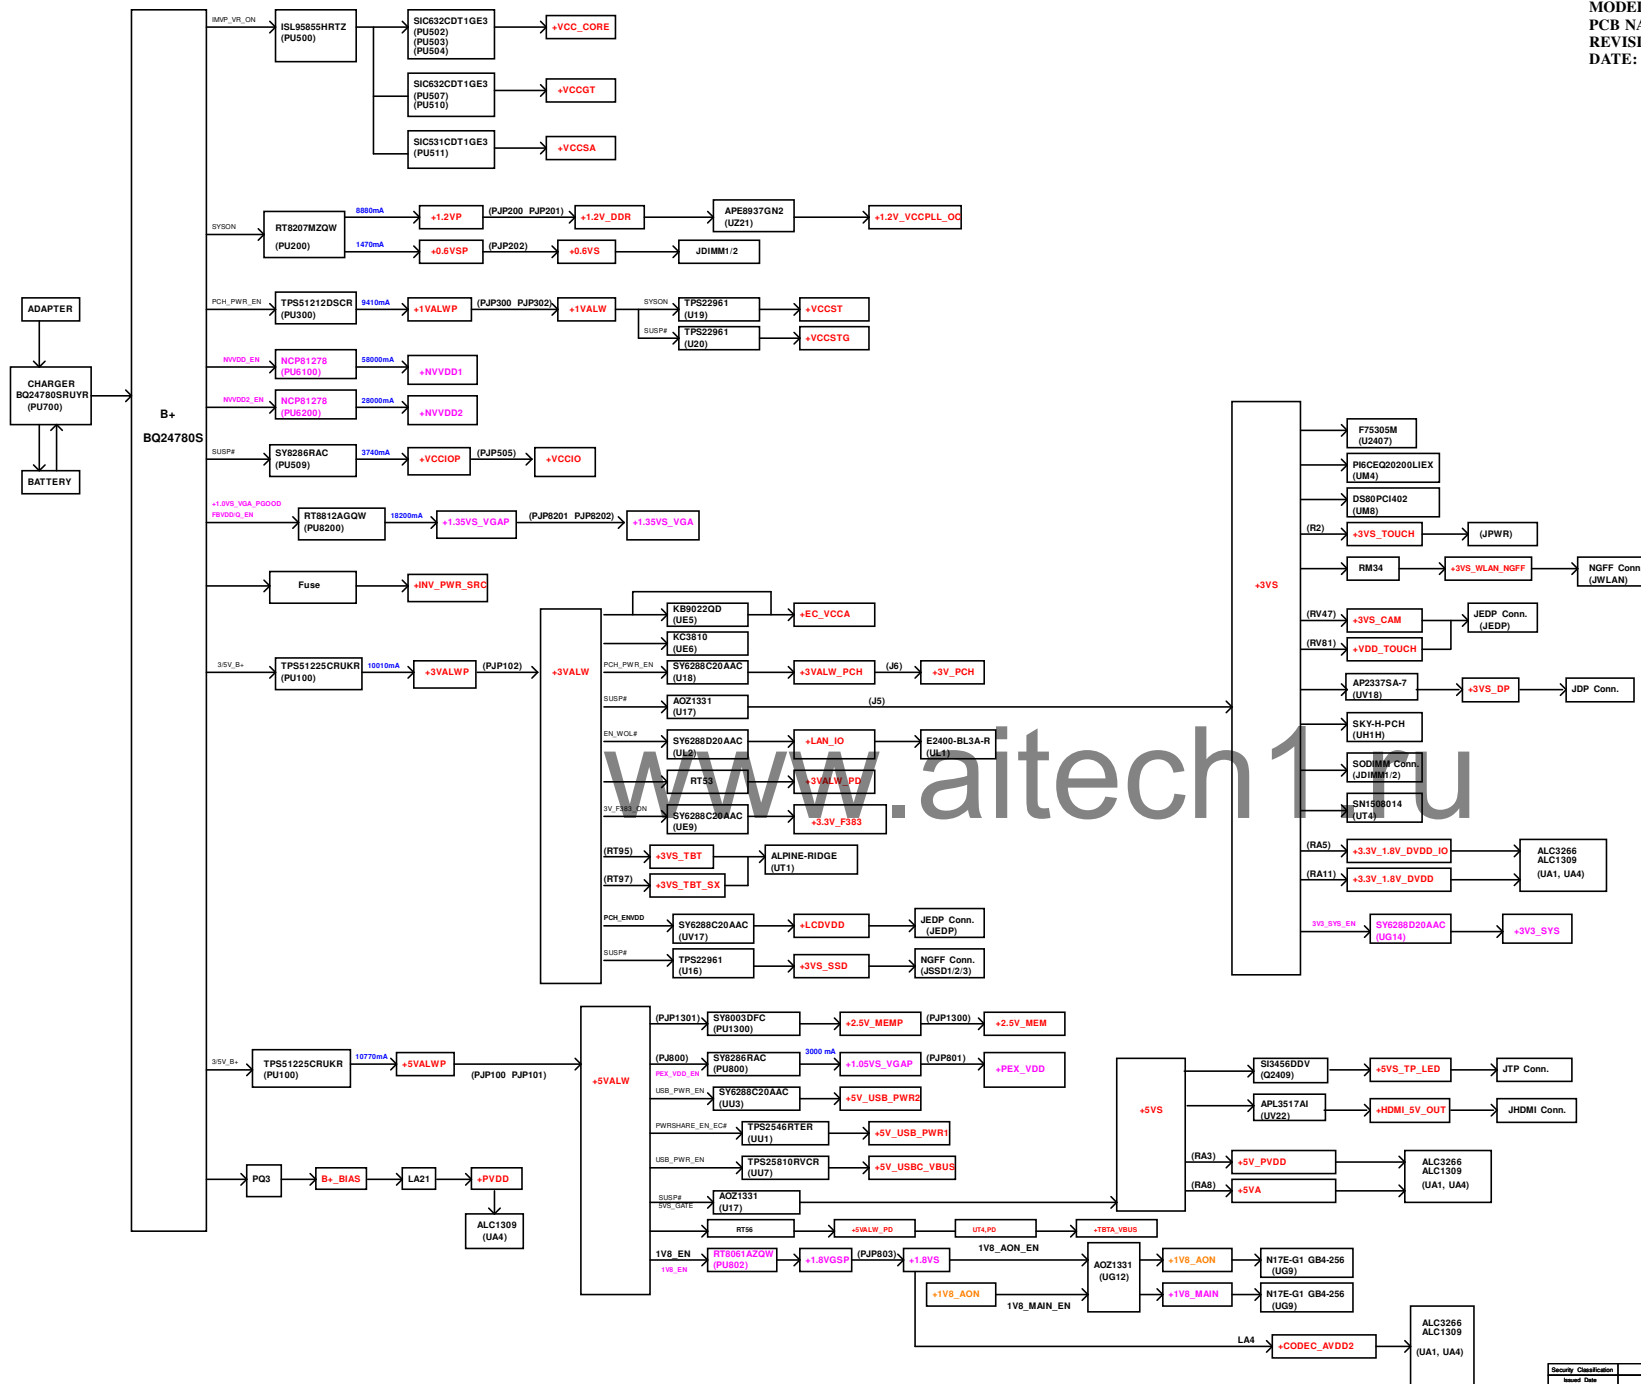 MODEL
PCB NA
REVISI
DATE:
IMVP_VR_ON
ISL95855HRTZ
(PU500)
SIC632CDT1GE3
(PU502)
(PU503)
(PU504)
+VCC_CORE
SIC632CDT1GE3
(PU507)
(PU510)
+VCCGT
SIC531CDT1GE3
(PU511)
+VCCSA
SYSON
RT8207MZQW
(PU200)
8880mA
+1.2VP
(PJP200 PJP201)
+1.2V_DDR
APE8937GN2
(UZ21)
+1.2V_VCCPLL_OC
1470mA
+0.6VSP
(PJP202)
+0.6VS
JDIMM1/2
ADAPTER
CHARGER
BQ24780SRUYR
(PU700)
BATTERY
B+
BQ24780S
PCH_PWR_EN
TPS51212DSCR
(PU300)
9410mA
+1VALWP
(PJP300 PJP302)
+1VALW
SYSON
TPS22961
(U19)
+VCCST
SUSP#
TPS22961
(U20)
+VCCSTG
NVVDD_EN
NCP81278
(PU6100)
58000mA
+NVVDD1
NVVDD2_EN
NCP81278
(PU6200)
28000mA
+NVVDD2
SUSP#
SY8286RAC
(PU509)
3740mA
+VCCIOP
(PJP505)
+VCCIO
+1.0VS_VGA_PGOOD
FBVDD/Q_EN
RT8812AGQW
(PU8200)
18200mA
+1.35VS_VGAP
(PJP8201 PJP8202)
+1.35VS_VGA
Fuse
+INV_PWR_SRC
3/5V_B+
TPS51225CRUKR
(PU100)
10010mA
+3VALWP
(PJP102)
+3VALW
KB9022QD
(UE5)
+EC_VCCA
KC3810
(UE6)
PCH_PWR_EN
SY6288C20AAC
(U18)
+3VALW_PCH
(J6)
+3V_PCH
SUSP#
AOZ1331
(U17)
(J5)
EN_WOL#
SY6288D20AAC
(UL2)
+LAN_IO
E2400-BL3A-R
(UL1)
RT53
+3VALW_PD
3V_F383_ON
SY6288C20AAC
(UE9)
+3.3V_F383
(RT95)
+3VS_TBT
ALPINE-RIDGE
(UT1)
(RT97)
+3VS_TBT_SX
PCH_ENVDD
SY6288C20AAC
(UV17)
+LCDVDD
JEDP Conn.
(JEDP)
SUSP#
TPS22961
(U16)
+3VS_SSD
NGFF Conn.
(JSSD1/2/3)
+3VS
F75305M
(U2407)
PI6CEQ20200LIEX
(UM4)
DS80PCI402
(UM8)
(R2)
+3VS_TOUCH
(JPWR)
RM34
+3VS_WLAN_NGFF
NGFF Conn.
(JWLAN)
(RV47)
+3VS_CAM
JEDP Conn.
(JEDP)
(RV81)
+VDD_TOUCH
AP2337SA-7
(UV18)
+3VS_DP
JDP Conn.
SKY-H-PCH
(UH1H)
SODIMM Conn.
(JDIMM1/2)
SN1508014
(UT4)
(RA5)
+3.3V_1.8V_DVDD_IO
ALC3266
ALC1309
(UA1, UA4)
(RA11)
+3.3V_1.8V_DVDD
3V3_SYS_EN
SY6288D20AAC
(UG14)
+3V3_SYS
www.aitech1.ru
3/5V_B+
TPS51225CRUKR
(PU100)
10770mA
+5VALWP
(PJP100 PJP101)
+5VALW
(PJP1301)
SY8003DFC
(PU1300)
+2.5V_MEMP
(PJP1300)
+2.5V_MEM
(PJ800)
PEX_VDD_EN
SY8286RAC
(PU800)
3000 mA
+1.05VS_VGAP
(PJP801)
+PEX_VDD
USB_PWR_EN
SY6288C20AAC
(UU3)
+5V_USB_PWR2
PWRSHARE_EN_EC#
TPS2546RTER
(UU1)
+5V_USB_PWR1
USB_PWR_EN
TPS25810RVCR
(UU7)
+5V_USBC_VBUS
SUSP#
5VS_GATE
AOZ1331
(U17)
RT56
+5VALW_PD
UT4,PD
+TBTA_VBUS
1V8_EN
1V8_EN
RT8061AZQW
(PU802)
+1.8VGSP
(PJP803)
+1.8VS
1V8_AON_EN
AOZ1331
(UG12)
+1V8_AON
N17E-G1 GB4-256
(UG9)
+1V8_AON
1V8_MAIN_EN
+1V8_MAIN
N17E-G1 GB4-256
(UG9)
LA4
+CODEC_AVDD2
ALC3266
ALC1309
(UA1, UA4)
+5VS
SI3456DDV
(Q2409)
+5VS_TP_LED
JTP Conn.
APL3517AI
(UV22)
+HDMI_5V_OUT
JHDMI Conn.
(RA3)
+5V_PVDD
ALC3266
ALC1309
(UA1, UA4)
(RA8)
+5VA
PQ3
B+_BIAS
LA21
+PVDD
ALC1309
(UA4)
Security Classification
Issued Date